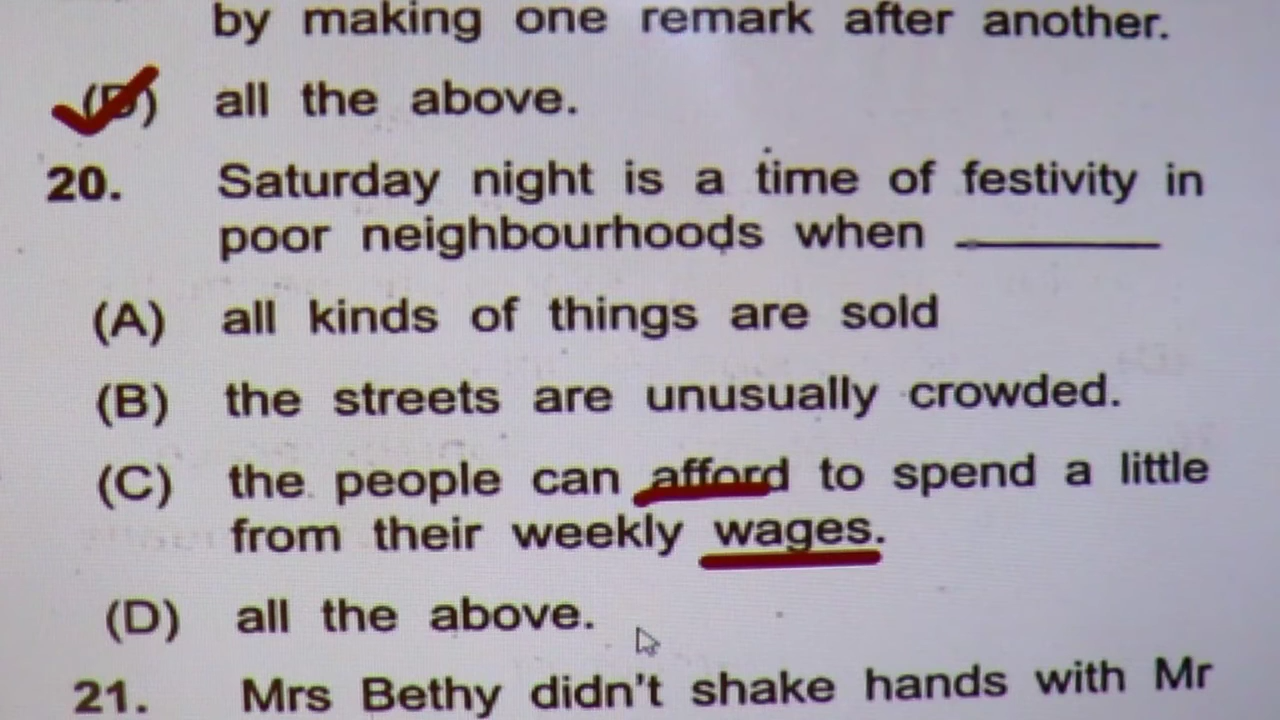 by making one remark after another.
(D) all the above.
20. Saturday night is a time of festivity in
poor neighbourhoods when ________
(A) all kinds of things are sold
(B) the streets are unusually crowded.
(C) the people can afford to spend a little
from their weekly wages.
(D) all the above.
21. Mrs Bethy didn't shake hands with Mr